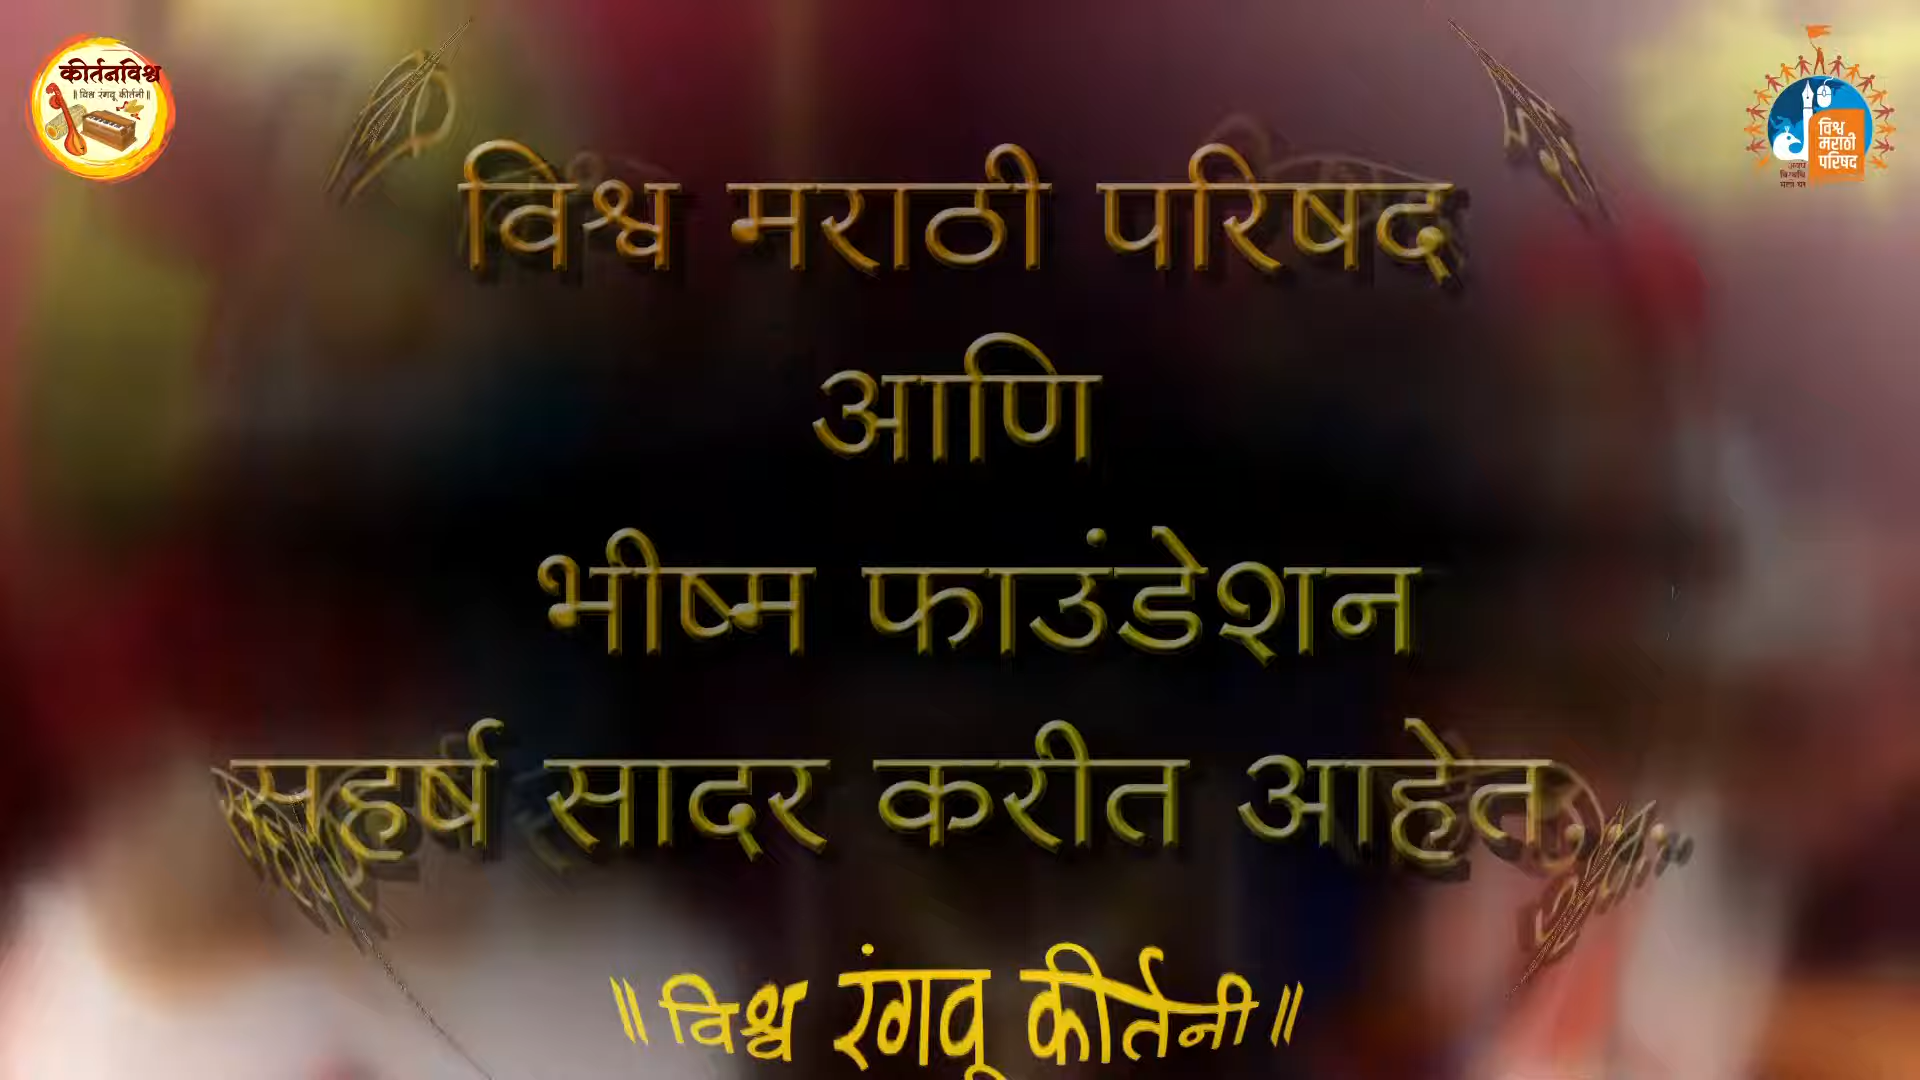 कीर्तनविश्व
॥ विश्व रंगवू कीर्तनी ॥
विश्व
मराठी
परिषद
विश्व मराठी परिषद
आणि
भीष्म फाउंडेशन
सहर्ष सादर करीत आहेत
॥ विश्व रंगवू कीर्तनी ॥